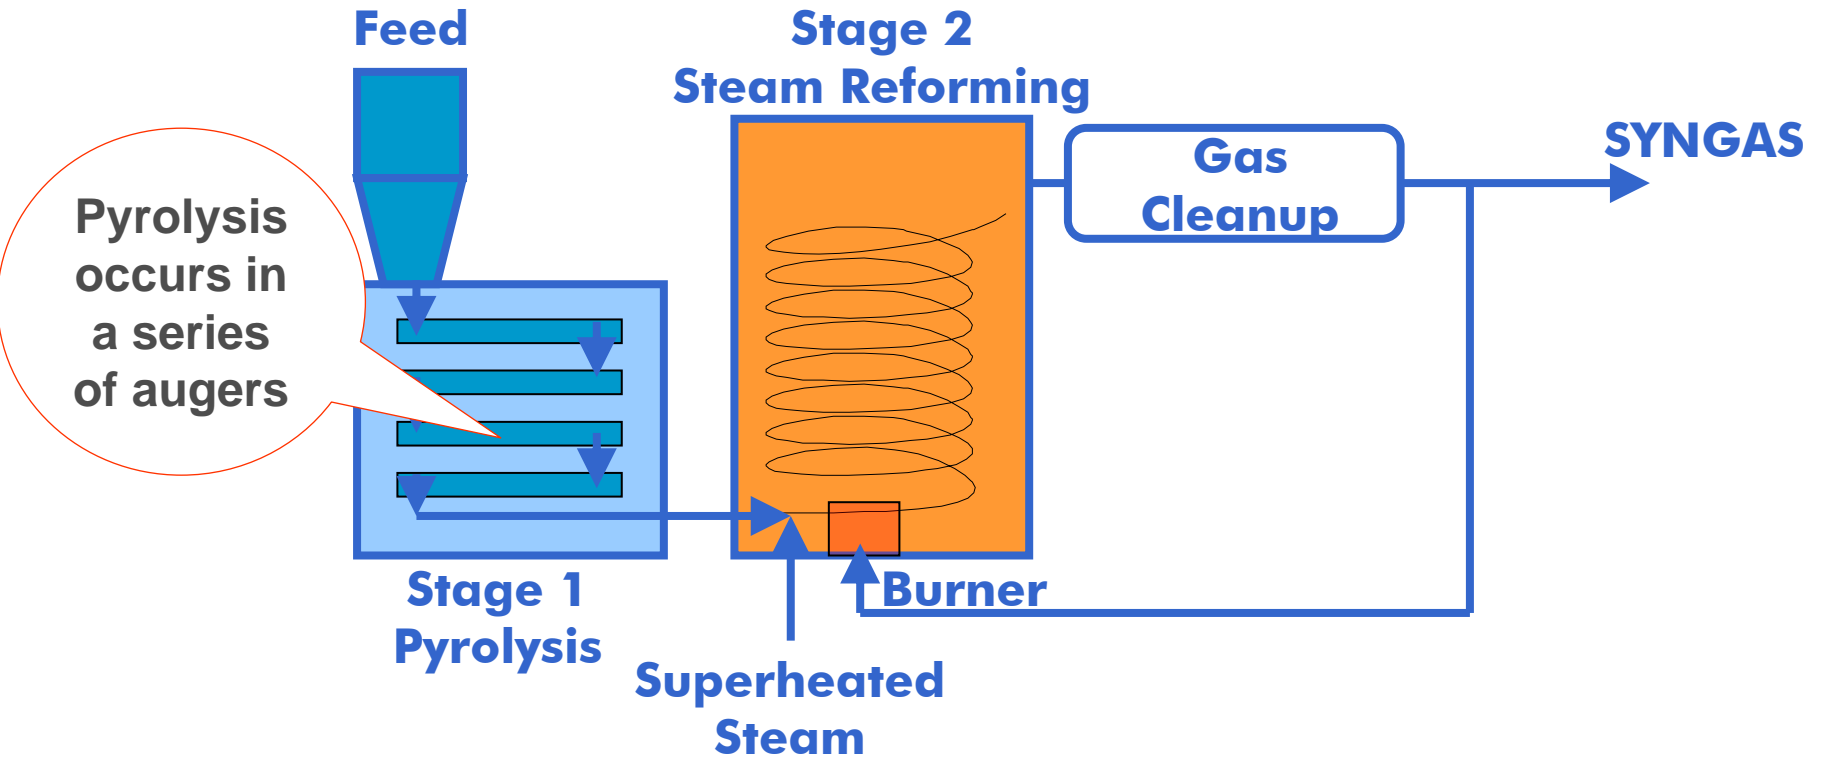 Feed
Stage 2
Steam Reforming
SYNGAS
Gas
Cleanup
Pyrolysis
occurs in
a series
of augers
Stage 1
Pyrolysis
Burner
Superheated
Steam